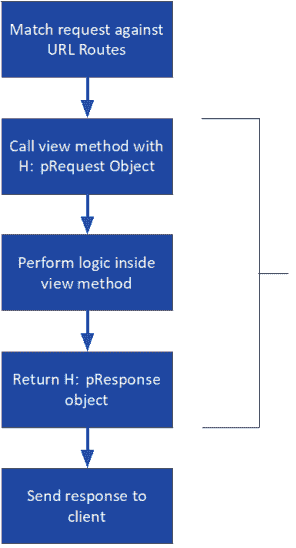 Match request against
URL Routes
Call view method with
H: pRequest Object
Perform logic inside
view method
Return H: pResponse
object
Send response to
client